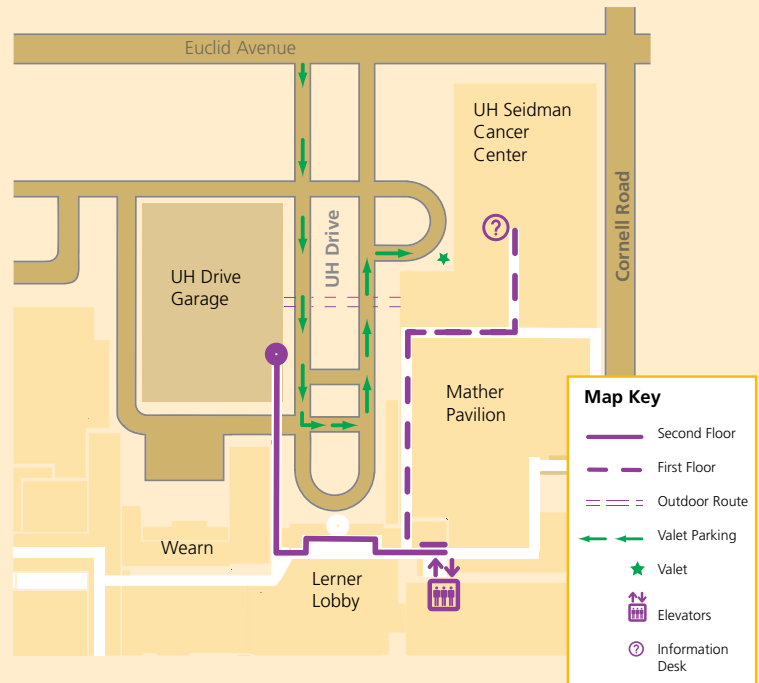 Euclid Avenue
UH Seidman
Cancer
Center
Cornell Road
UH Drive
?
UH Drive
Garage
Mather
Pavilion
Wearn
Lerner
Lobby
Map Key
Second Floor
First Floor
Outdoor Route
Valet Parking
Valet
Elevators
?
Information
Desk